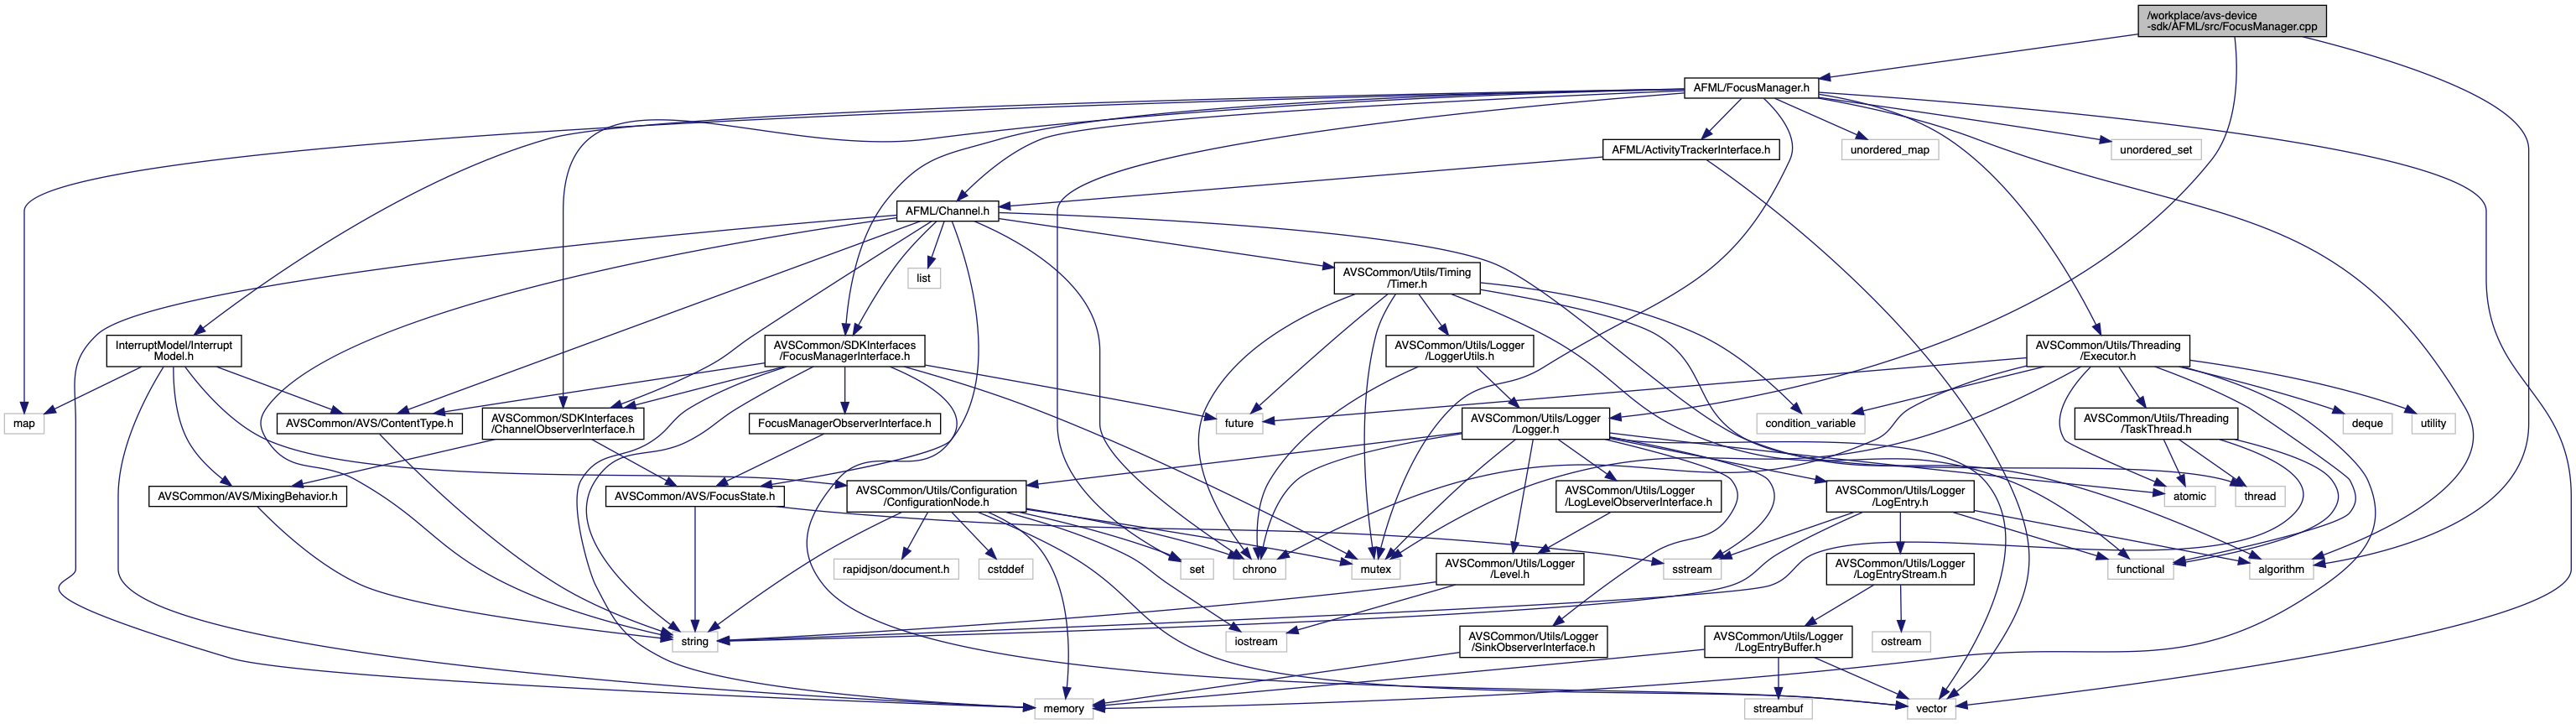 /workplace/avs-device
-sdk/AFML/src/FocusManager.cpp
AFML/FocusManager.h
AFML/ActivityTrackerInterface.h
unordered_map
unordered_set
AFML/Channel.h
list
AVSCommon/Utils/Timing
/Timer.h
InterruptModel/Interrupt
Model.h
AVSCommon/SDKInterfaces
/FocusManagerInterface.h
AVSCommon/Utils/Logger
/LoggerUtils.h
AVSCommon/Utils/Threading
/Executor.h
map
AVSCommon/AVS/ContentType.h
AVSCommon/SDKInterfaces
/ChannelObserverInterface.h
FocusManagerObserverInterface.h
future
AVSCommon/Utils/Logger
/Logger.h
condition_variable
AVSCommon/Utils/Threading
/TaskThread.h
deque
utility
AVSCommon/AVS/MixingBehavior.h
AVSCommon/AVS/FocusState.h
AVSCommon/Utils/Configuration
/ConfigurationNode.h
AVSCommon/Utils/Logger
/LogLevelObserverInterface.h
AVSCommon/Utils/Logger
/LogEntry.h
atomic
thread
rapidjson/document.h
cstddef
set
chrono
mutex
AVSCommon/Utils/Logger
/Level.h
sstream
AVSCommon/Utils/Logger
/LogEntryStream.h
functional
algorithm
string
iostream
AVSCommon/Utils/Logger
/SinkObserverInterface.h
AVSCommon/Utils/Logger
/LogEntryBuffer.h
ostream
memory
streambuf
vector